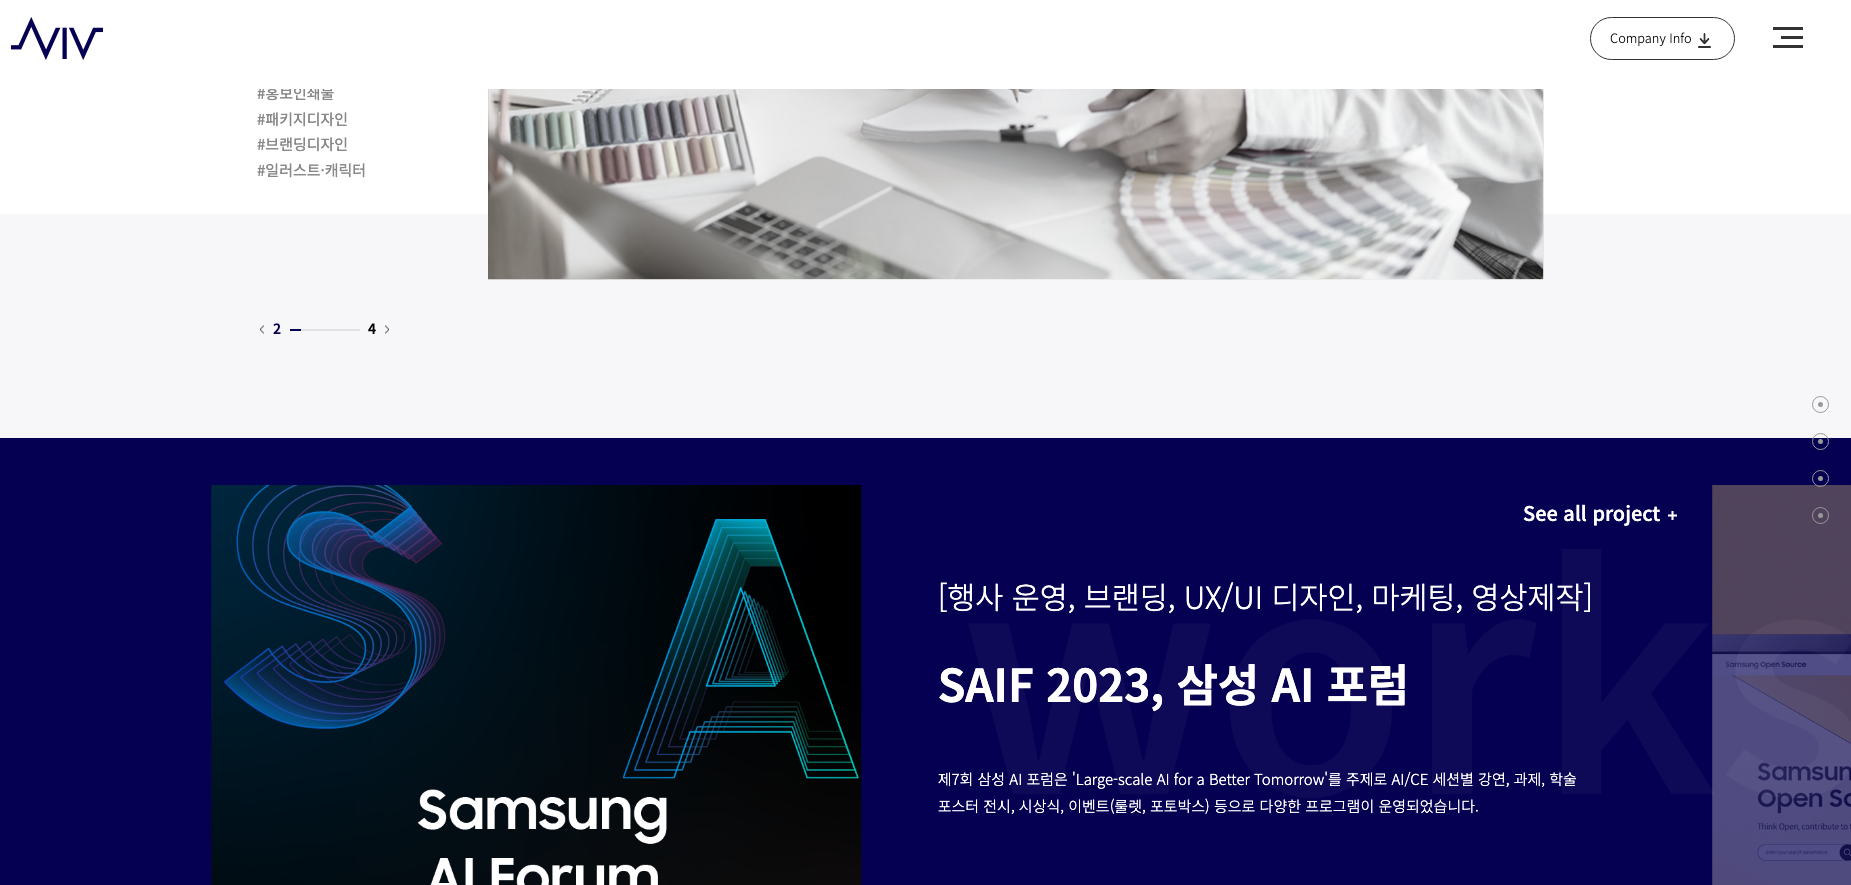 NIV
Company Info
#홍보인쇄물
#패키지디자인
#브랜딩디자인
#일러스트·캐릭터
2
4
See all project +
[행사 운영, 브랜딩, UX/UI 디자인, 마케팅, 영상제작]
works
SAIF 2023, 삼성 AI 포럼
제7회 삼성 AI 포럼은 'Large-scale AI for a Better Tomorrow'를 주제로 AI/CE 세션별 강연, 과제, 학술
포스터 전시, 시상식, 이벤트(룰렛, 포토박스) 등으로 다양한 프로그램이 운영되었습니다.
S A
Samsung
AI Forum
Samsung Open Source
Samsun
Open So
Think Open, contribute to